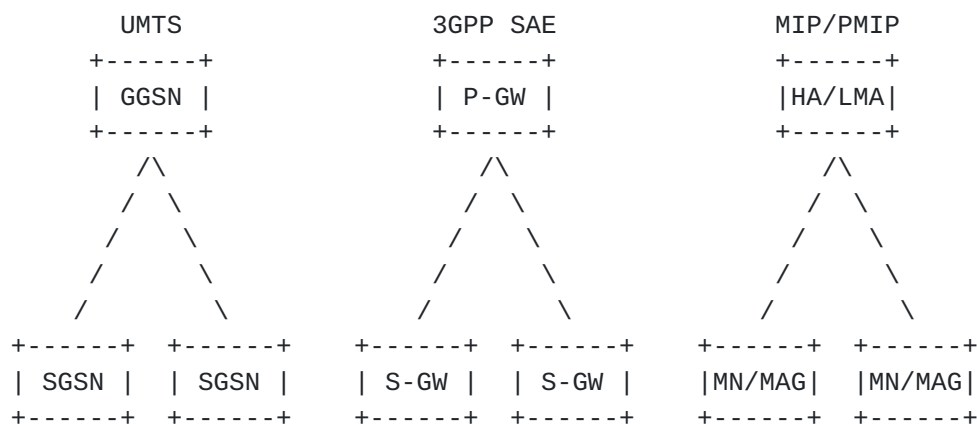 UMTS 3GPP SAE MIP/PMIP
+------+ +------+ +------+
| GGSN | | P-GW | |HA/LMA|
+------+ +------+ +------+
/\ /\ /\
/ \ / \ / \
/ \ / \ / \
/ \ / \ / \
/ \ / \ / \
+------+ +------+ +------+ +------+ +------+ +------+
| SGSN | | SGSN | | S-GW | | S-GW | |MN/MAG| |MN/MAG|
+------+ +------+ +------+ +------+ +------+ +------+